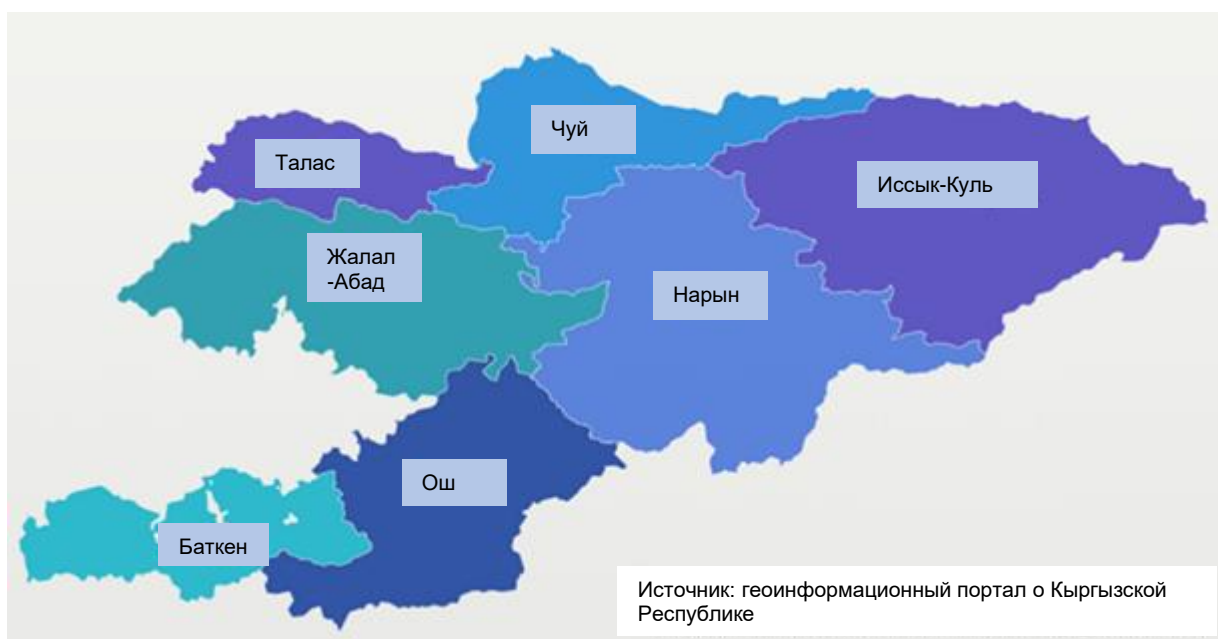 Чуй
Талас
Иссык-Куль
Жалал
-Абад
Нарын
Ош
Баткен
Источник: геоинформационный портал о Кыргызской
Республике